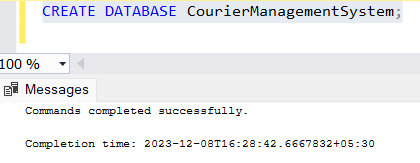 CREATE DATABASE CourierManagementSystem;
100 %
Messages
Commands completed successfully.
Completion time: 2023-12-08T16:28:42.6667832+05:30